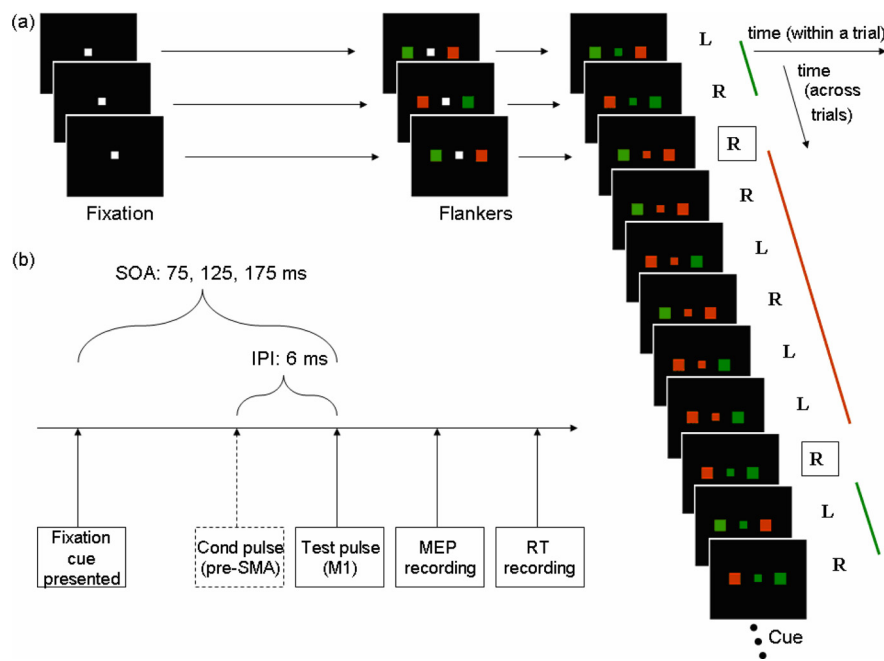 (a)
time (within a trial)
time
(across
trials)
L
R
R
R
L
R
L
L
R
L
R
Fixation
Flankers
Cue
(b)
SOA: 75, 125, 175 ms
IPI: 6 ms
Fixation
cue
presented
Cond pulse
(pre-SMA)
Test pulse
(M1)
MEP
recording
RT
recording